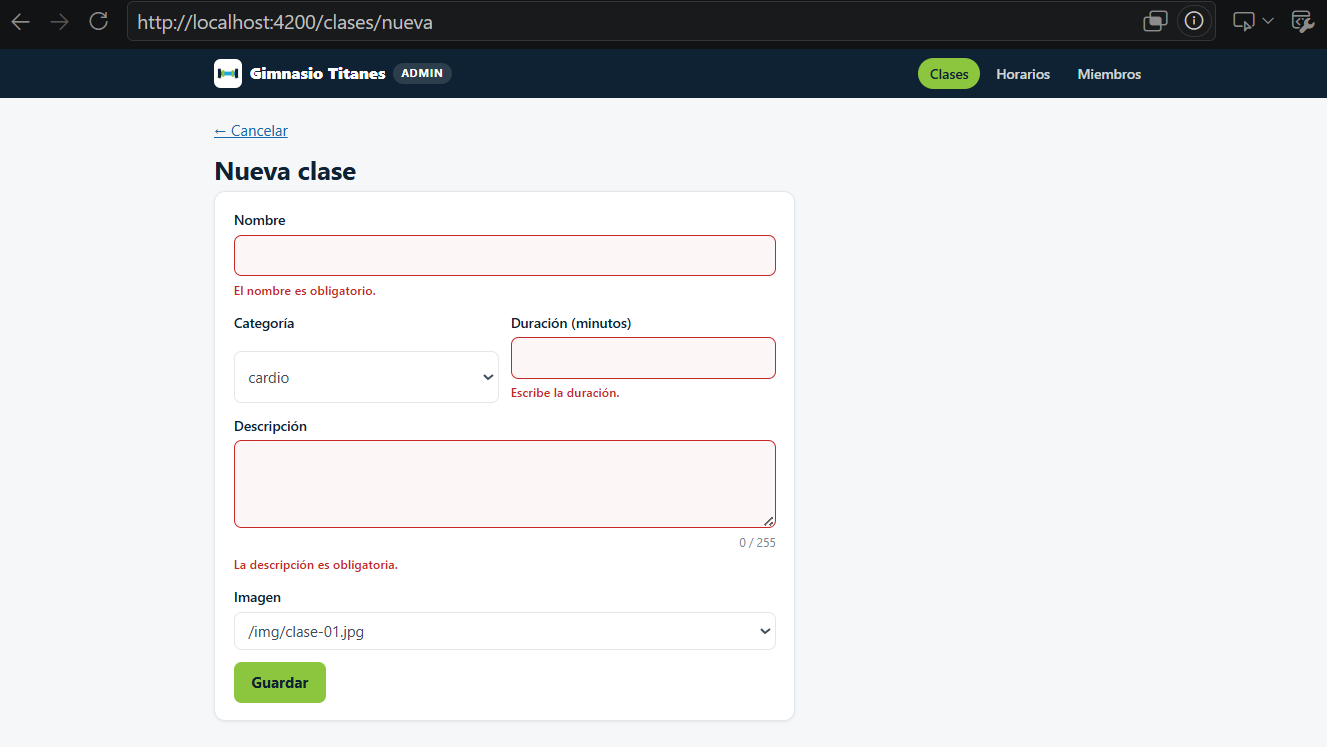 http://localhost:4200/clases/nueva
Gimnasio Titanes ADMIN Clases Horarios Miembros
← Cancelar
Nueva clase
Nombre
El nombre es obligatorio.
Categoría Duración (minutos)
cardio
Escribe la duración.
Descripción
0 / 255
La descripción es obligatoria.
Imagen
/img/clase-01.jpg
Guardar